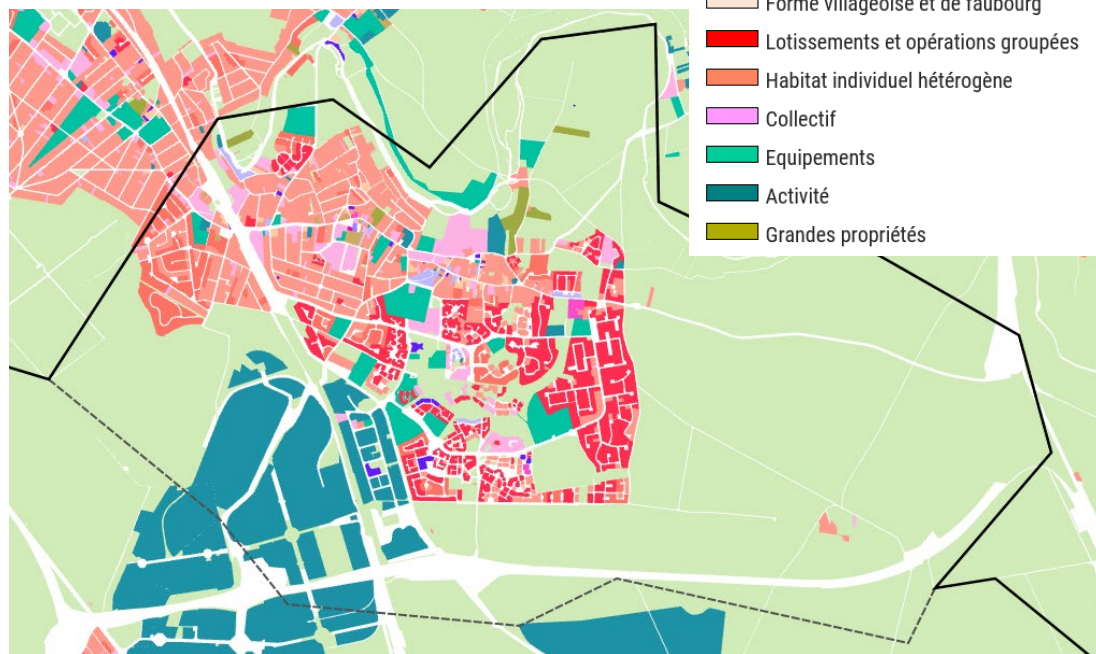 Forme villageoise et de faubourg
Lotissements et opérations groupées
Habitat individuel hétérogène
Collectif
Equipements
Activité
Grandes propriétés